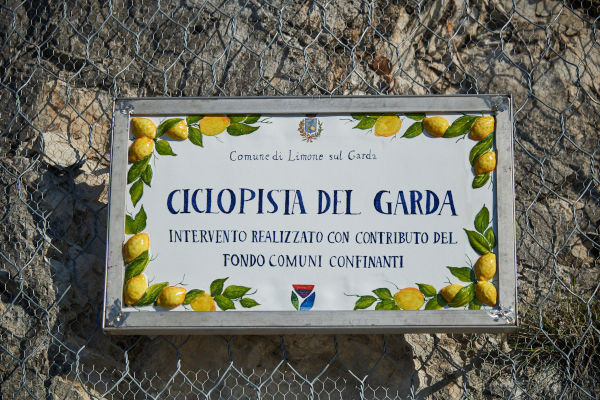 Comune di Limone sul Garda
CICLOPISTA DEL GARDA
INTERVENTO REALIZZATO CON CONTRIBUTO DEL
FONDO COMUNI CONFINANTI